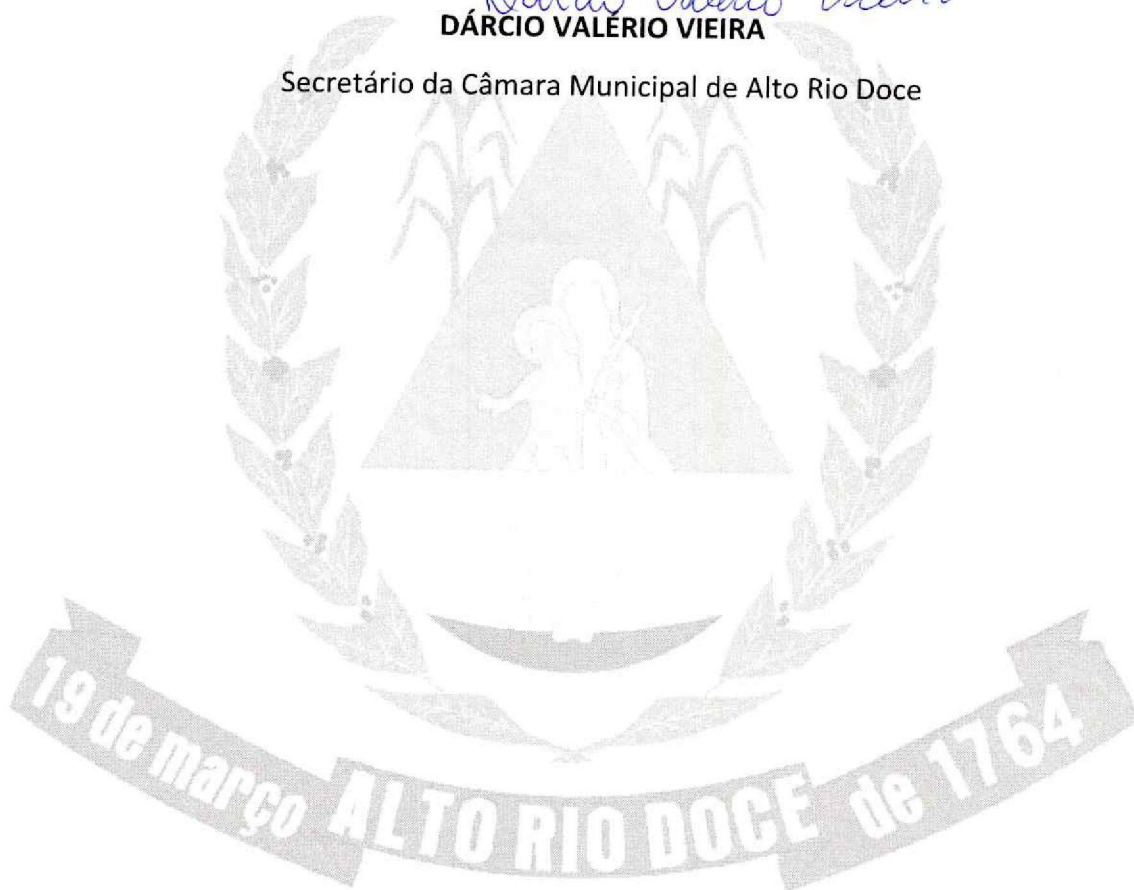 DÁRCIO VALÉRIO VIEIRA
Secretário da Câmara Municipal de Alto Rio Doce
19 de março ALTO RIO DOCE de 1764